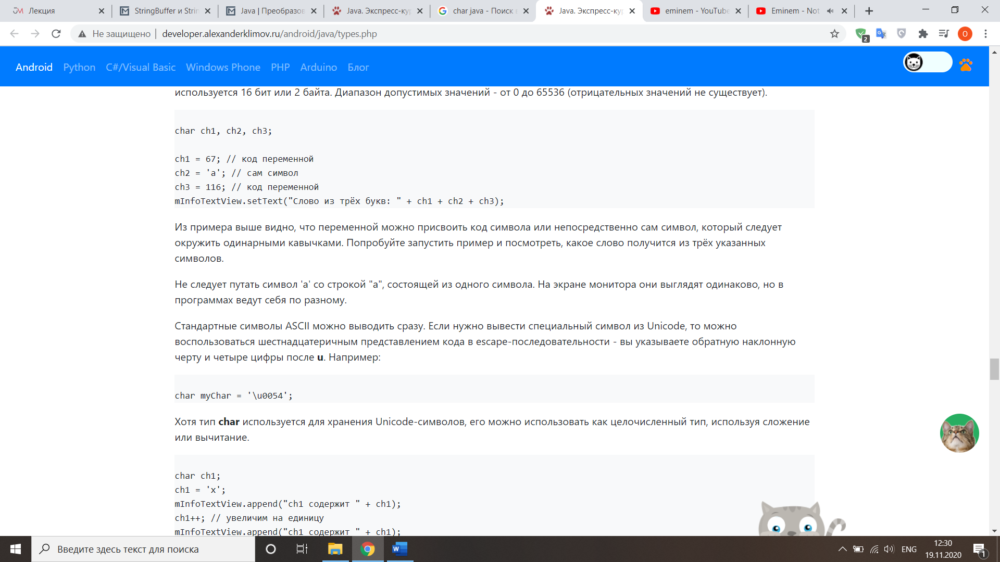 Лекция
StringBuffer и Strin
Java | Преобразов
Java. Экспресс-кур
char java - Поиск в
Java. Экспресс-кур
eminem - YouTube
Eminem - Not
Не защищено
developer.alexanderklimov.ru/android/java/types.php
2
O
Android Python C#/Visual Basic Windows Phone PHP Arduino Блог
используется 16 бит или 2 байта. Диапазон допустимых значений - от 0 до 65536 (отрицательных значений не существует).
char ch1, ch2, ch3;
ch1 = 67; // код переменной
ch2 = 'a'; // сам символ
ch3 = 116; // код переменной
mInfoTextView.setText("Слово из трёх букв: " + ch1 + ch2 + ch3);
Из примера выше видно, что переменной можно присвоить код символа или непосредственно сам символ, который следует
окружить одинарными кавычками. Попробуйте запустить пример и посмотреть, какое слово получится из трёх указанных
символов.
Не следует путать символ 'a' со строкой "a", состоящей из одного символа. На экране монитора они выглядят одинаково, но в
программах ведут себя по разному.
Стандартные символы ASCII можно выводить сразу. Если нужно вывести специальный символ из Unicode, то можно
воспользоваться шестнадцатеричным представлением кода в escape-последовательности - вы указываете обратную наклонную
черту и четыре цифры после u. Например:
char myChar = '\u0054';
Хотя тип char используется для хранения Unicode-символов, его можно использовать как целочисленный тип, используя сложение
или вычитание.
char ch1;
ch1 = 'x';
mInfoTextView.append("ch1 содержит " + ch1);
ch1++; // увеличим на единицу
mInfoTextView.append("ch1 содержит " + ch1);
Введите здесь текст для поиска
ENG
12:30
19.11.2020
1